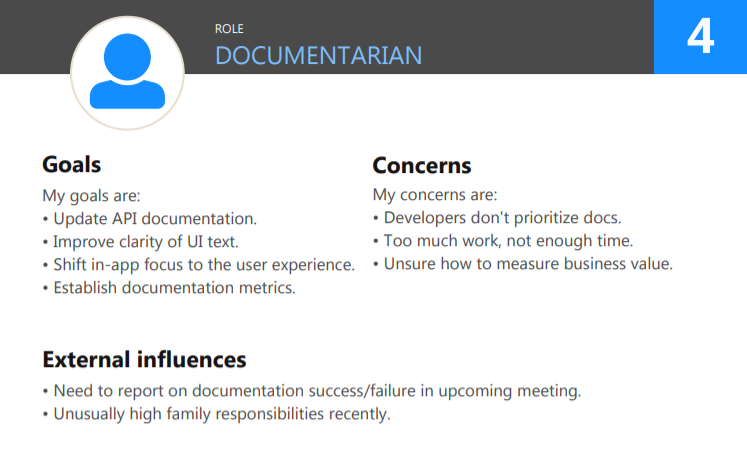 ROLE
DOCUMENTARIAN
4
Goals
My goals are:
• Update API documentation.
• Improve clarity of UI text.
• Shift in-app focus to the user experience.
• Establish documentation metrics.
Concerns
My concerns are:
• Developers don't prioritize docs.
• Too much work, not enough time.
• Unsure how to measure business value.
External influences
• Need to report on documentation success/failure in upcoming meeting.
• Unusually high family responsibilities recently.